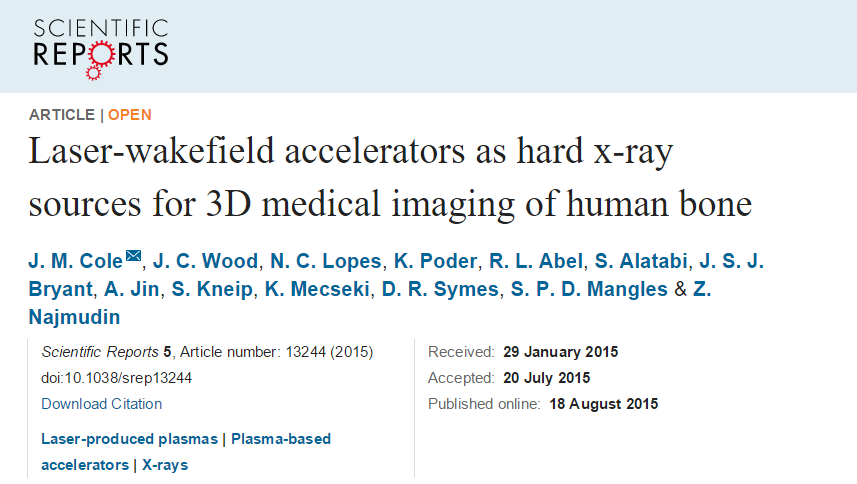 SCIENTIFIC
REPORTS
ARTICLE | OPEN
Laser-wakefield accelerators as hard x-ray
sources for 3D medical imaging of human bone
J. M. Cole, J. C. Wood, N. C. Lopes, K. Poder, R. L. Abel, S. Alatabi, J. S. J.
Bryant, A. Jin, S. Kneip, K. Mecseki, D. R. Symes, S. P. D. Mangles & Z.
Najmudin
Scientific Reports 5, Article number: 13244 (2015)
doi:10.1038/srep13244
Download Citation
Laser-produced plasmas | Plasma-based
accelerators | X-rays
Received: 29 January 2015
Accepted: 20 July 2015
Published online: 18 August 2015